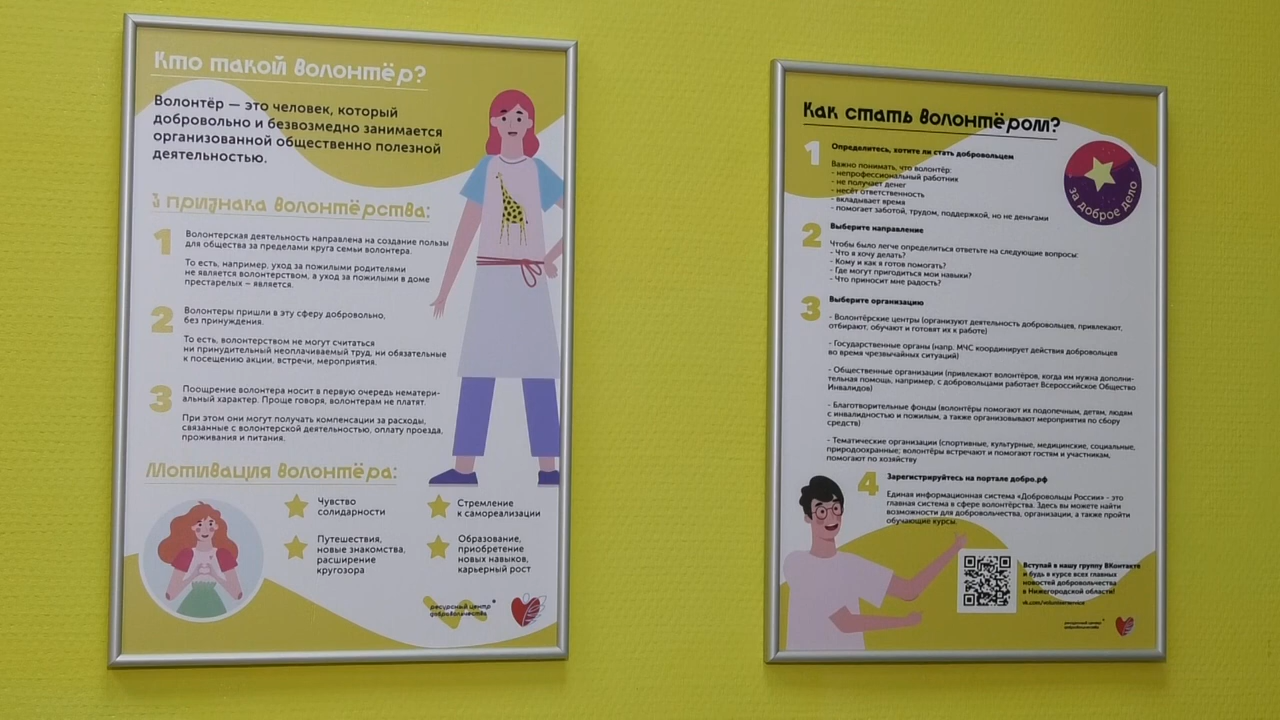 Кто такой волонтёр?
Волонтёр — это человек, который
добровольно и безвозмедно занимается
организованной общественно полезной
деятельностью.
3 признака волонтёрства:
1
Волонтерская деятельность направлена на создание пользы
для общества за пределами круга семьи волонтера.
То есть, например, уход за пожилыми родителями
не является волонтерством, а уход за пожилыми в доме
престарелых – является.
2
Волонтеры пришли в эту сферу добровольно,
без принуждения.
То есть, волонтерством не могут считаться
ни принудительный неоплачиваемый труд, ни обязательные
к посещению акции, встречи, мероприятия.
3
Поощрение волонтера носит в первую очередь нематери-
альный характер. Проще говоря, волонтерам не платят.
При этом они могут получать компенсации за расходы,
связанные с волонтерской деятельностью, оплату проезда,
проживания и питания.
Мотивация волонтёра:
Чувство
солидарности
Стремление
к самореализации
Путешествия,
новые знакомства,
расширение
кругозора
Образование,
приобретение
новых навыков,
карьерный рост
ресурсный центр
добровольчества
Как стать волонтёром?
за доброе дело
1
Определитесь, хотите ли стать добровольцем
Важно понимать, что волонтёр:
- непрофессиональный работник
- не получает денег
- несёт ответственность
- вкладывает время
- помогает заботой, трудом, поддержкой, но не деньгами
2
Выберите направление
Чтобы было легче определиться ответьте на следующие вопросы:
- Что я хочу делать?
- Кому и как я готов помогать?
- Где могут пригодиться мои навыки?
- Что приносит мне радость?
3
Выберите организацию
- Волонтёрские центры (организуют деятельность добровольцев, привлекают,
отбирают, обучают и готовят их к работе)
- Государственные органы (напр. МЧС координирует действия добровольцев
во время чрезвычайных ситуаций)
- Общественные организации (привлекают волонтёров, когда им нужна дополни-
тельная помощь, например, с добровольцами работает Всероссийское Общество
Инвалидов)
- Благотворительные фонды (волонтёры помогают их подопечным, детям, людям
с инвалидностью и пожилым, а также организовывают мероприятия по сбору
средств)
- Тематические организации (спортивные, культурные, медицинские, социальные,
природоохранные; волонтёры встречают и помогают гостям и участникам,
помогают по хозяйству
4
Зарегистрируйтесь на портале добро.рф
Единая информационная система «Добровольцы России» - это
главная система в сфере волонтёрства. Здесь вы можете найти
возможности для добровольчества, организации, а также пройти
обучающие курсы.
Вступай в нашу группу ВКонтакте
и будь в курсе всех главных
новостей добровольчества
в Нижегородской области!
vk.com/volunteerservice
ресурсный центр
добровольчества